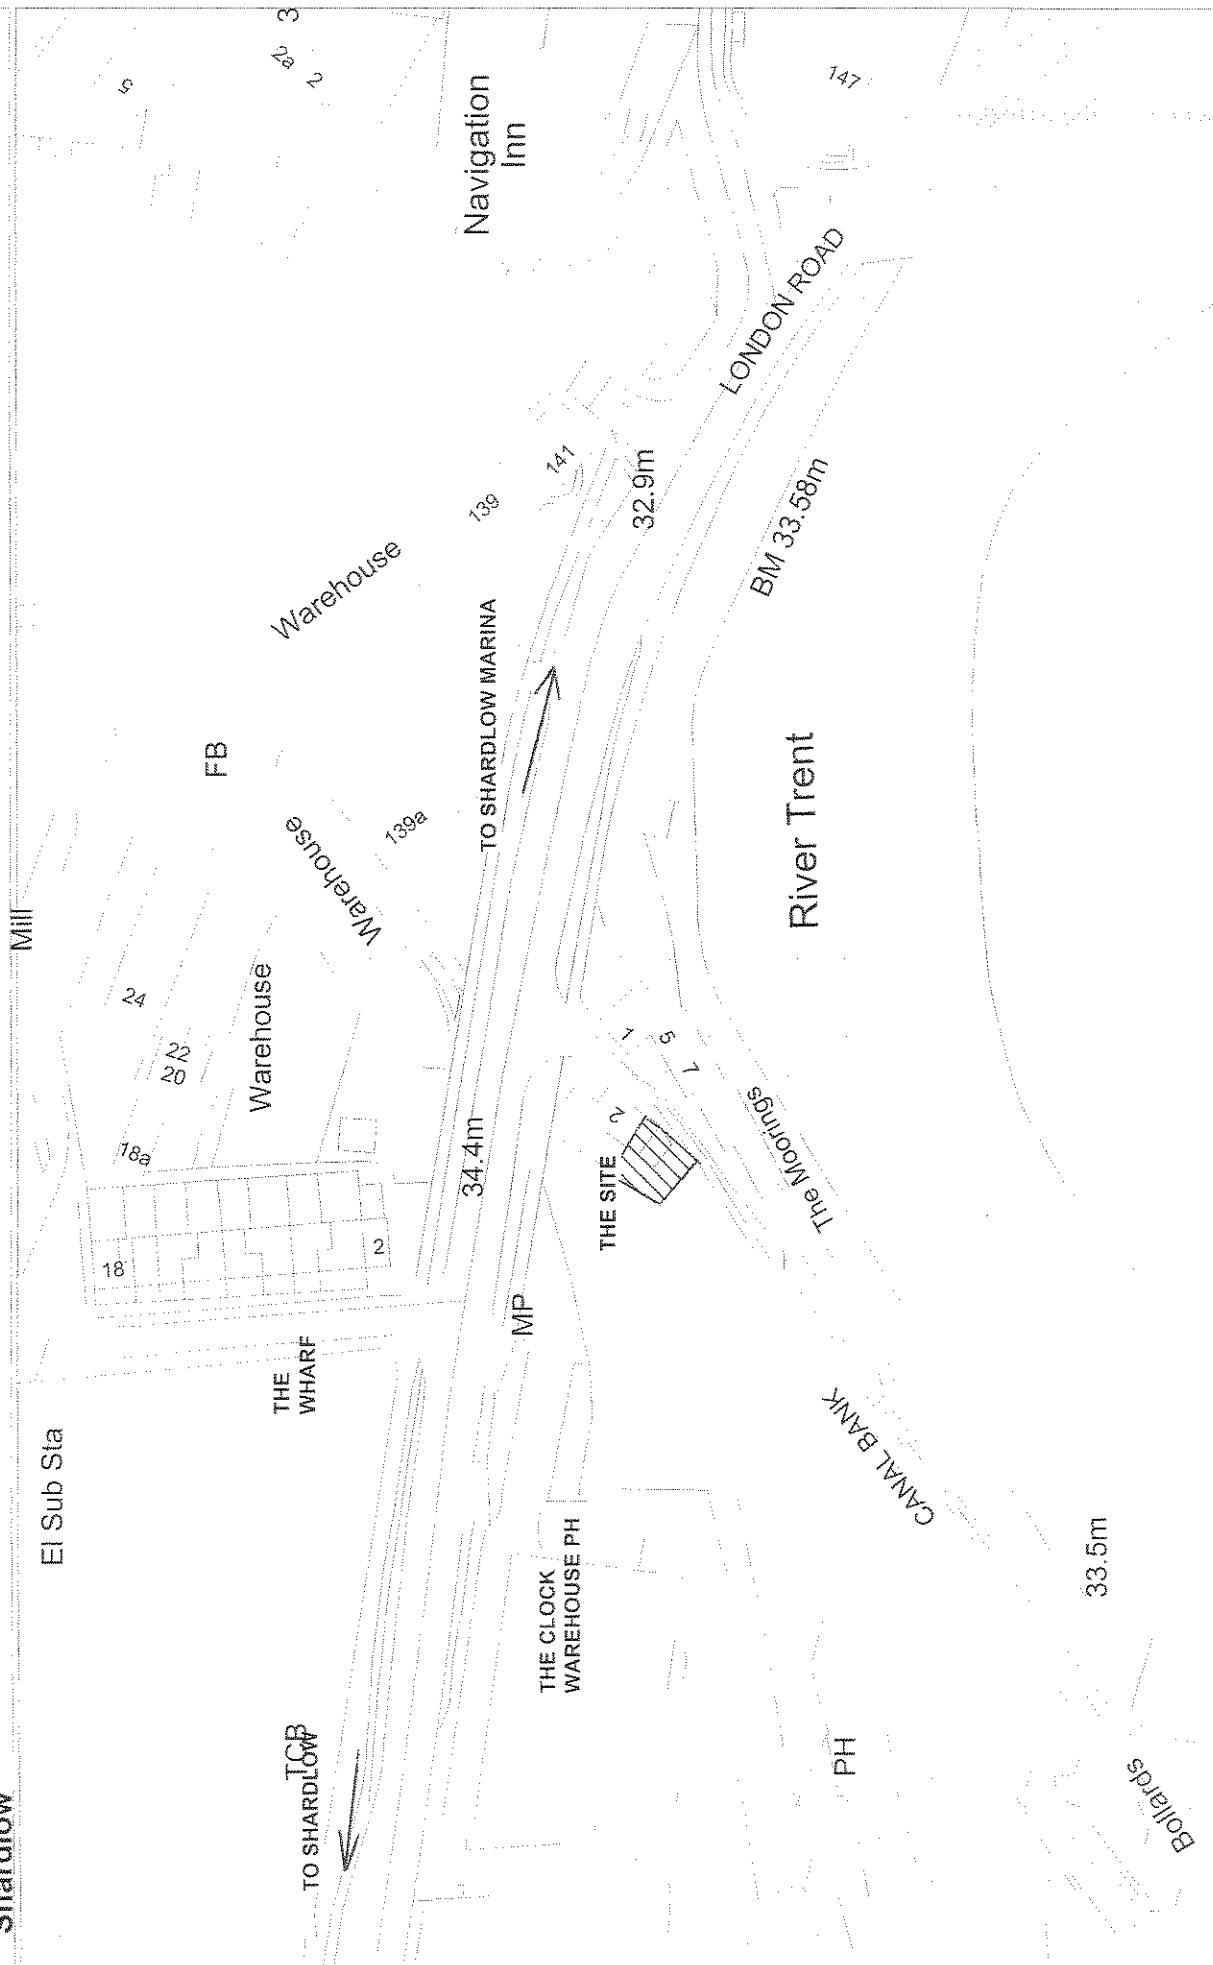 Shardlow
El Sub Sta
Mill
TCB
TO SHARDLOW
THE
WHARF
18
2
18a
20
22
24
Warehouse
Warehouse
139a
FB
Warehouse
139
141
5
2a
2
3
Navigation
Inn
TO SHARDLOW MARINA
34.4m
MP
32.9m
LONDON ROAD
BM 33.58m
147
THE CLOCK
WAREHOUSE PH
THE SITE
2
1
5
7
The Moorings
River Trent
CANAL BANK
PH
33.5m
Bollards